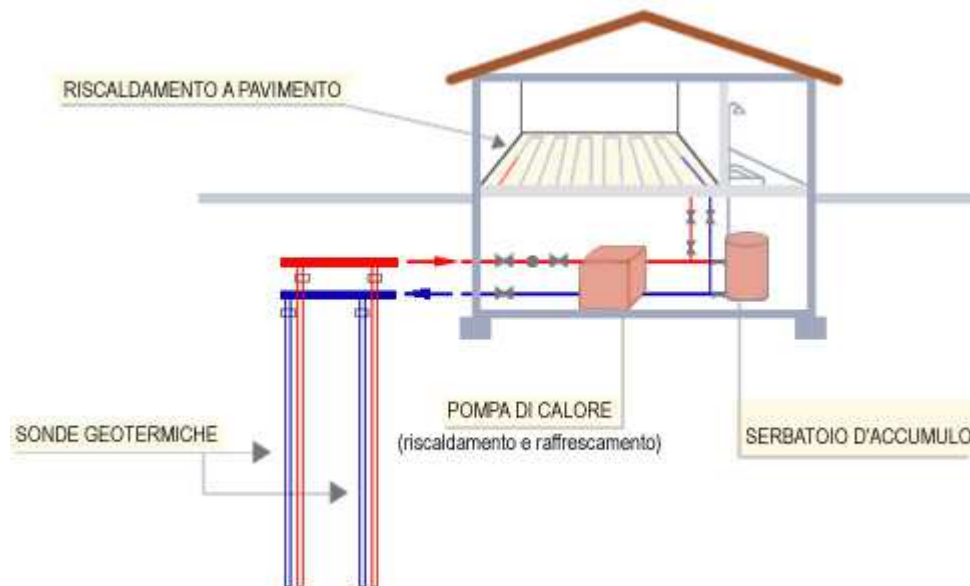 RISCALDAMENTO A PAVIMENTO
POMPA DI CALORE
(riscaldamento e raffrescamento)
SONDE GEOTERMICHE
SERBATOIO D'ACCUMULO